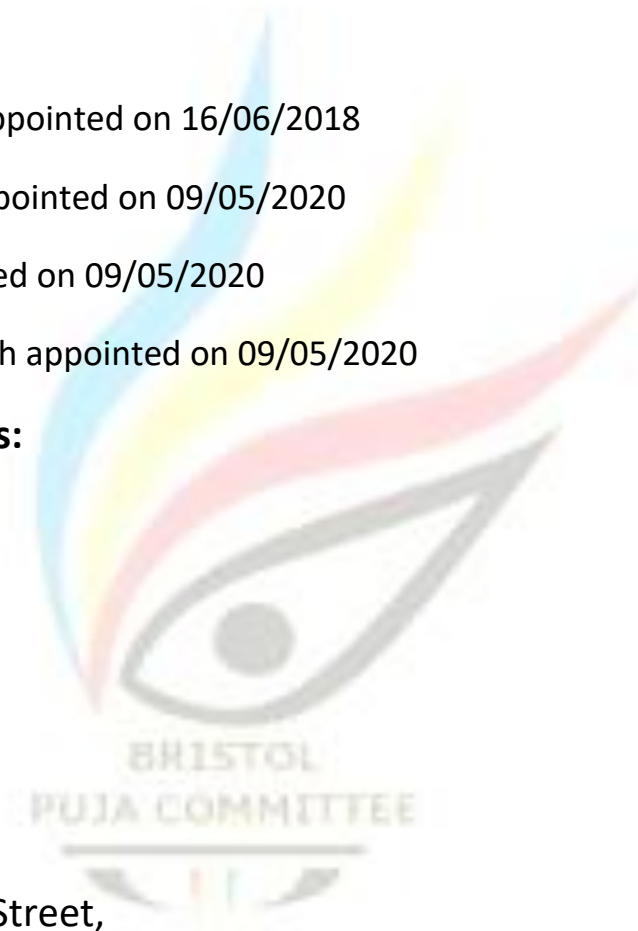 ppointed on 16/06/2018
pointed on 09/05/2020
ed on 09/05/2020
h appointed on 09/05/2020
s:
BRISTOL
PUJA COMMITTEE
Street,